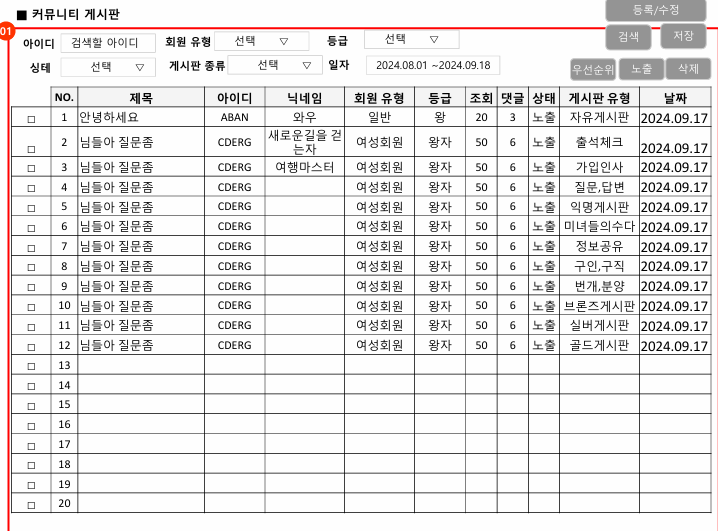 ■ 커뮤니티 게시판
등록/수정
01
아이디 검색할 아이디 회원 유형 선택 ▽ 등급 선택 ▽ 검색 저장
싱테 선택 ▽ 게시판 종류 선택 ▽ 일자 2024.08.01 ~2024.09.18 우선순위 노출 삭제
NO. 제목 아이디 닉네임 회원 유형 등급 조회 댓글 상태 게시판 유형 날짜
□ 1 안녕하세요 ABAN 와우 일반 왕 20 3 노출 자유게시판 2024.09.17
□ 2 님들아 질문좀 CDERG 새로운길을 걷는자 여성회원 왕자 50 6 노출 출석체크 2024.09.17
□ 3 님들아 질문좀 CDERG 여행마스터 여성회원 왕자 50 6 노출 가입인사 2024.09.17
□ 4 님들아 질문좀 CDERG 여성회원 왕자 50 6 노출 질문,답변 2024.09.17
□ 5 님들아 질문좀 CDERG 여성회원 왕자 50 6 노출 익명게시판 2024.09.17
□ 6 님들아 질문좀 CDERG 여성회원 왕자 50 6 노출 미녀들의수다 2024.09.17
□ 7 님들아 질문좀 CDERG 여성회원 왕자 50 6 노출 정보공유 2024.09.17
□ 8 님들아 질문좀 CDERG 여성회원 왕자 50 6 노출 구인,구직 2024.09.17
□ 9 님들아 질문좀 CDERG 여성회원 왕자 50 6 노출 번개,분양 2024.09.17
□ 10 님들아 질문좀 CDERG 여성회원 왕자 50 6 노출 브론즈게시판 2024.09.17
□ 11 님들아 질문좀 CDERG 여성회원 왕자 50 6 노출 실버게시판 2024.09.17
□ 12 님들아 질문좀 CDERG 여성회원 왕자 50 6 노출 골드게시판 2024.09.17
□ 13
□ 14
□ 15
□ 16
□ 17
□ 18
□ 19
□ 20